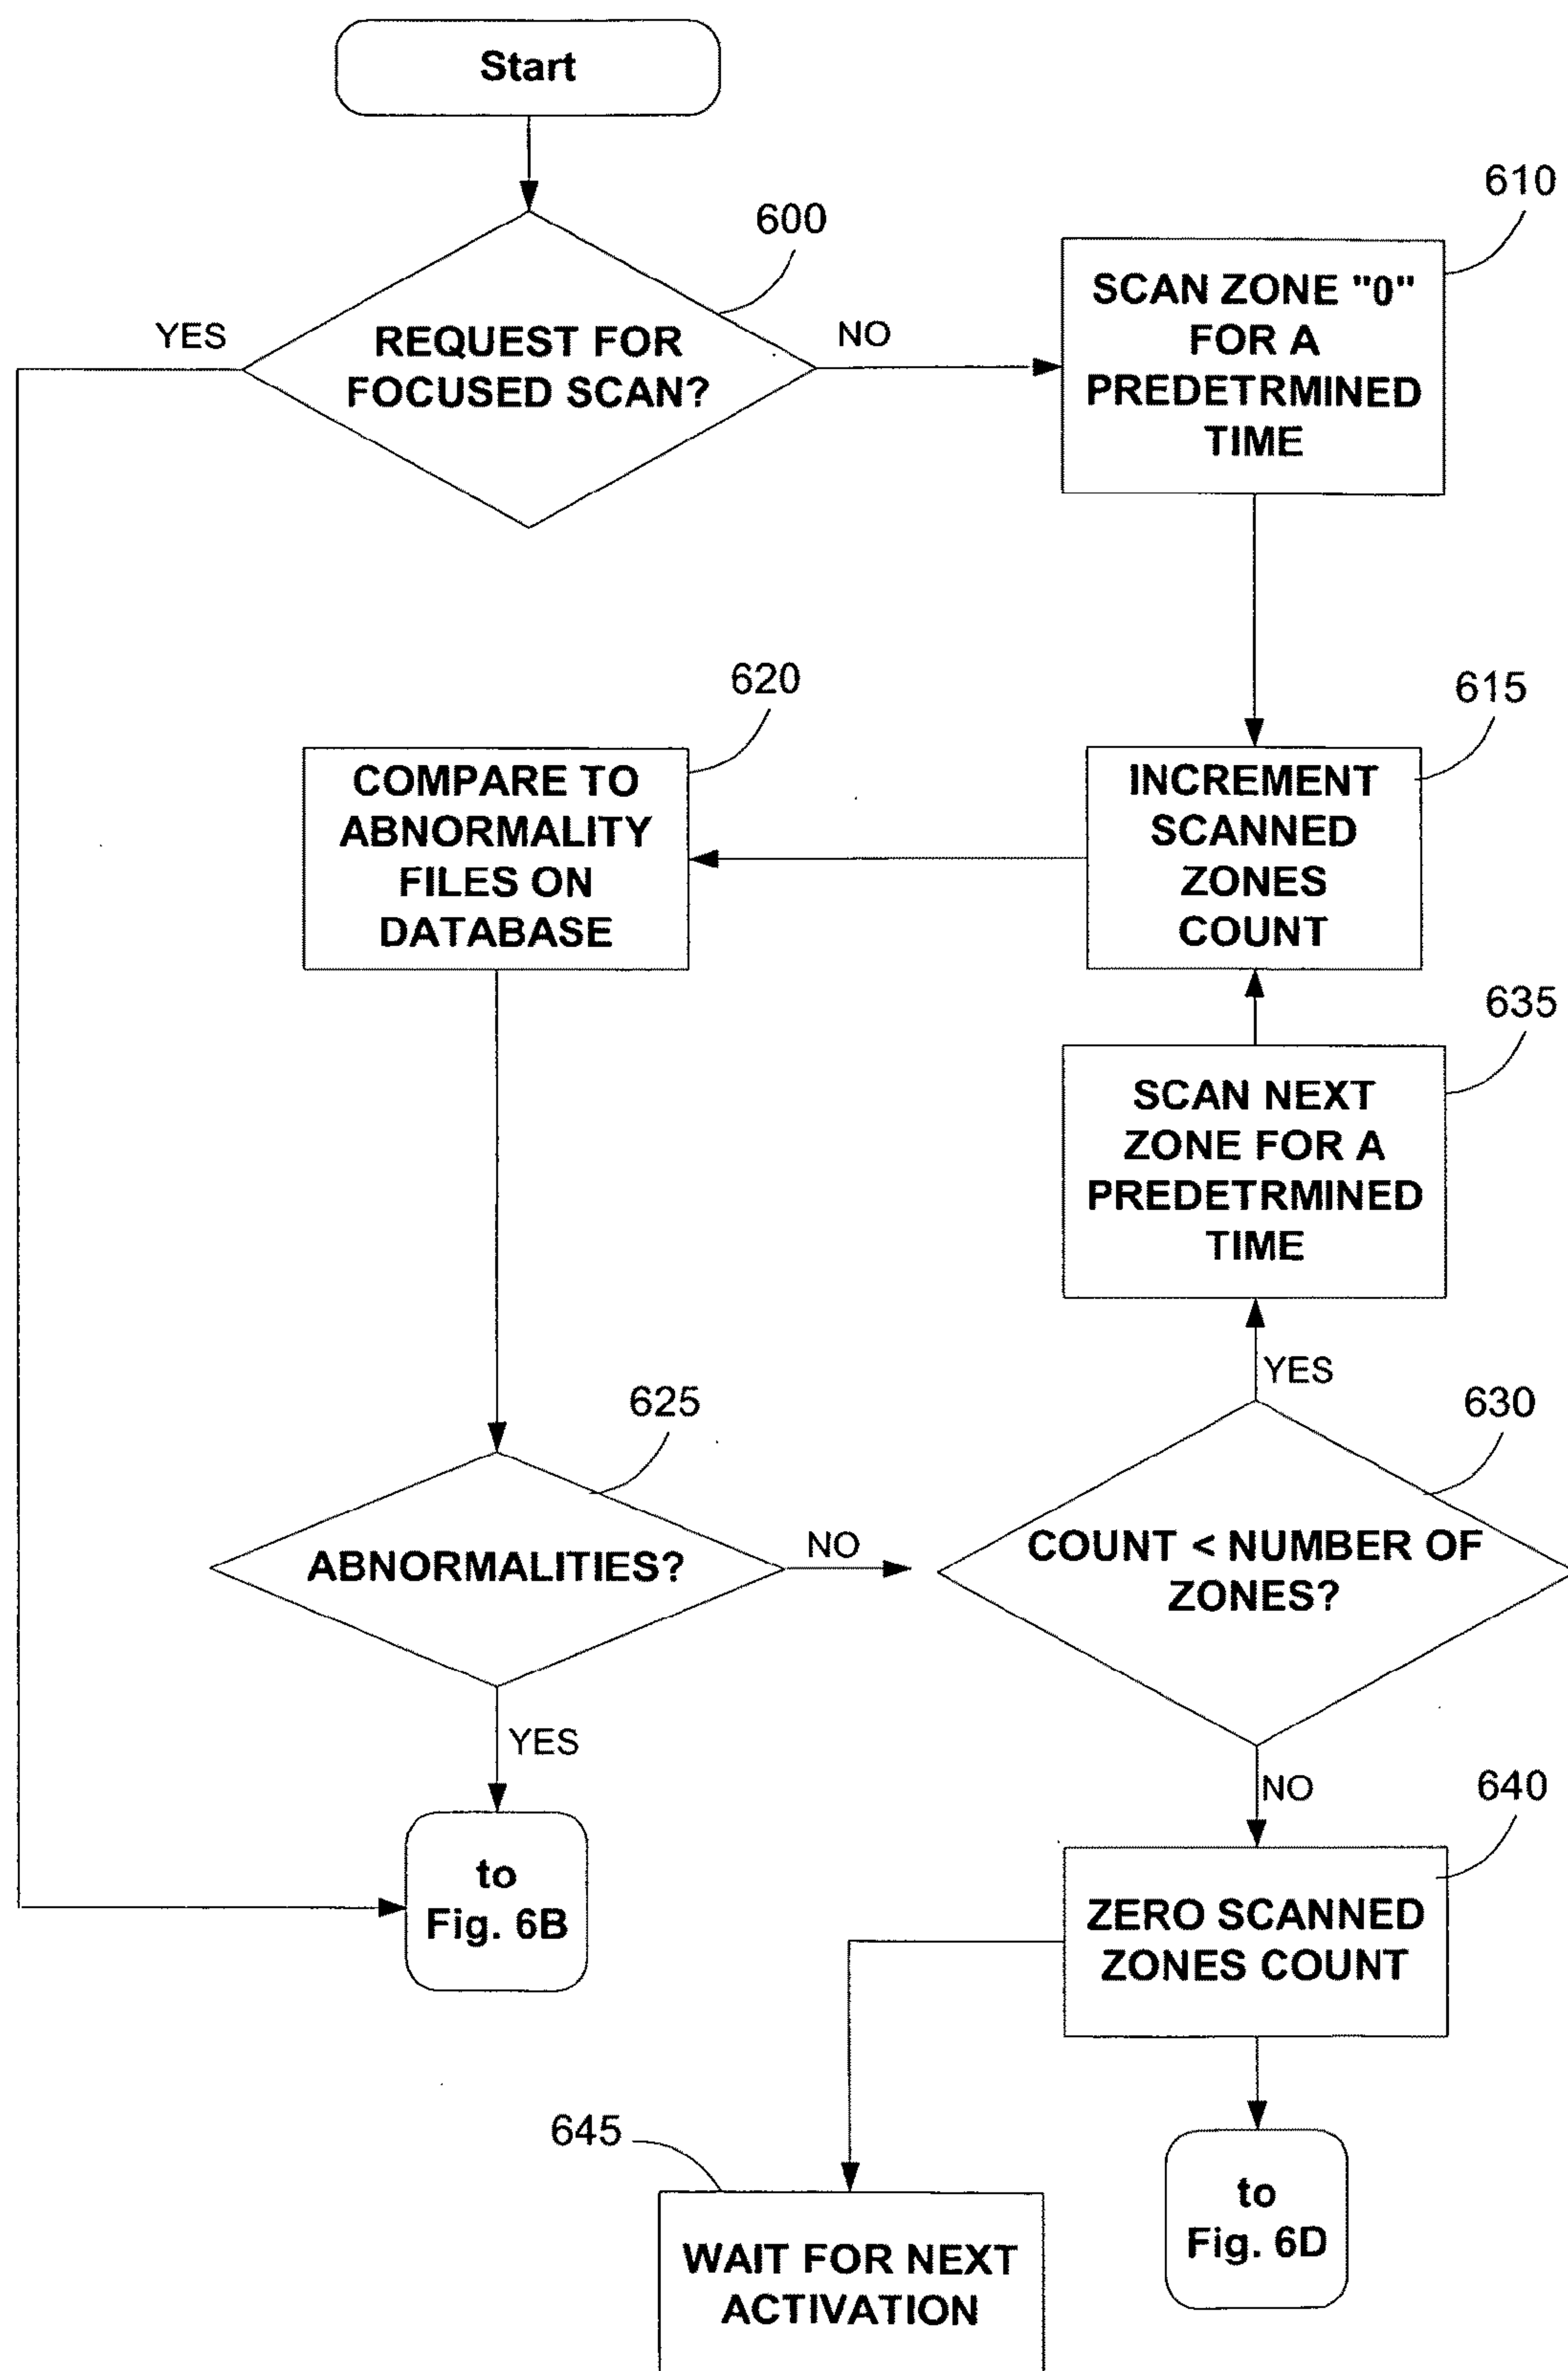 Start
600
REQUEST FOR
FOCUSED SCAN?
YES
NO
610
SCAN ZONE "0"
FOR A
PREDETRMINED
TIME
615
INCREMENT
SCANNED
ZONES
COUNT
620
COMPARE TO
ABNORMALITY
FILES ON
DATABASE
635
SCAN NEXT
ZONE FOR A
PREDETRMINED
TIME
YES
625
ABNORMALITIES?
NO
630
COUNT < NUMBER OF
ZONES?
YES
to
Fig. 6B
NO
640
ZERO SCANNED
ZONES COUNT
645
WAIT FOR NEXT
ACTIVATION
to
Fig. 6D